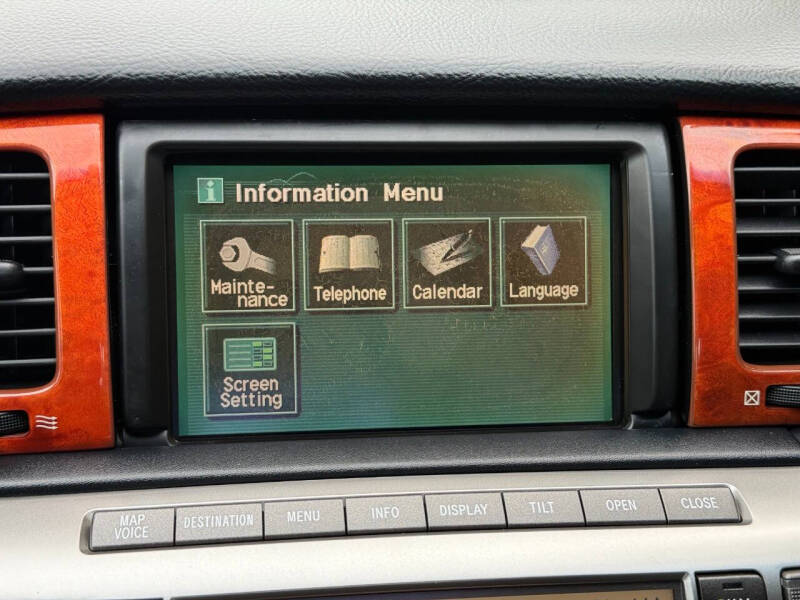 i Information Menu
Mainte-
nance
Telephone
Calendar
Language
Screen
Setting
MAP
VOICE
DESTINATION
MENU
INFO
DISPLAY
TILT
OPEN
CLOSE